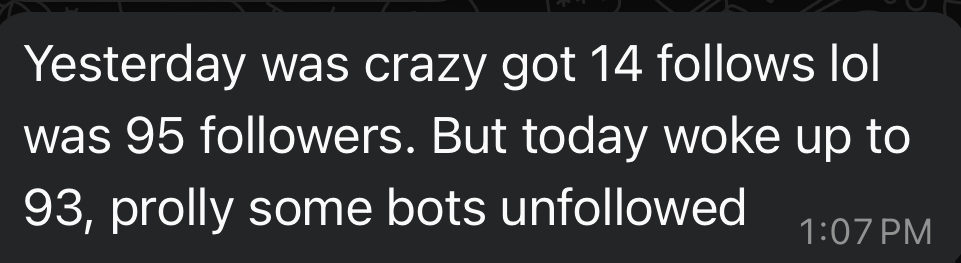 Yesterday was crazy got 14 follows lol
was 95 followers. But today woke up to
93, prolly some bots unfollowed
1:07 PM